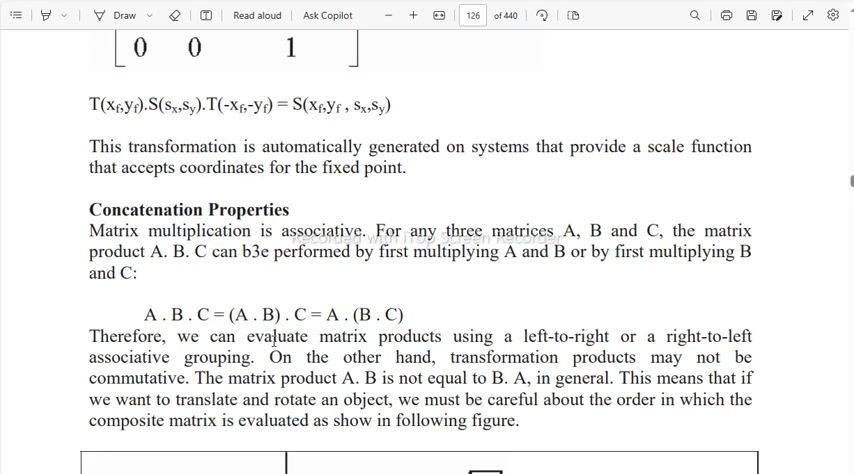 Draw
Read aloud
Ask Copilot
126
of 440
0 0 1
T(xf,yf).S(sx,sy).T(-xf,-yf) = S(xf,yf , sx,sy)
This transformation is automatically generated on systems that provide a scale function
that accepts coordinates for the fixed point.
Concatenation Properties
Matrix multiplication is associative. For any three matrices A, B and C, the matrix
Recorded with iTop Screen Recorder
product A. B. C can b3e performed by first multiplying A and B or by first multiplying B
and C:
A . B . C = (A . B) . C = A . (B . C)
Therefore, we can evaluate matrix products using a left-to-right or a right-to-left
associative grouping. On the other hand, transformation products may not be
commutative. The matrix product A. B is not equal to B. A, in general. This means that if
we want to translate and rotate an object, we must be careful about the order in which the
composite matrix is evaluated as show in following figure.